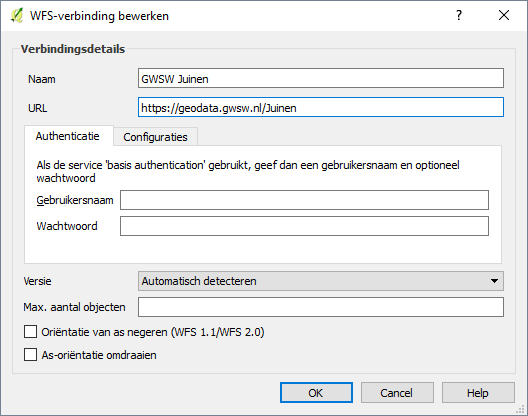 WFS-verbinding bewerken
?
Verbindingsdetails
Naam GWSW Juinen
URL https://geodata.gwsw.nl/Juinen
Authenticatie Configuraties
Als de service 'basis authentication' gebruikt, geef dan een gebruikersnaam en optioneel
wachtwoord
Gebruikersnaam
Wachtwoord
Versie Automatisch detecteren
Max. aantal objecten
Oriëntatie van as negeren (WFS 1.1/WFS 2.0)
As-oriëntatie omdraaien
OK Cancel Help